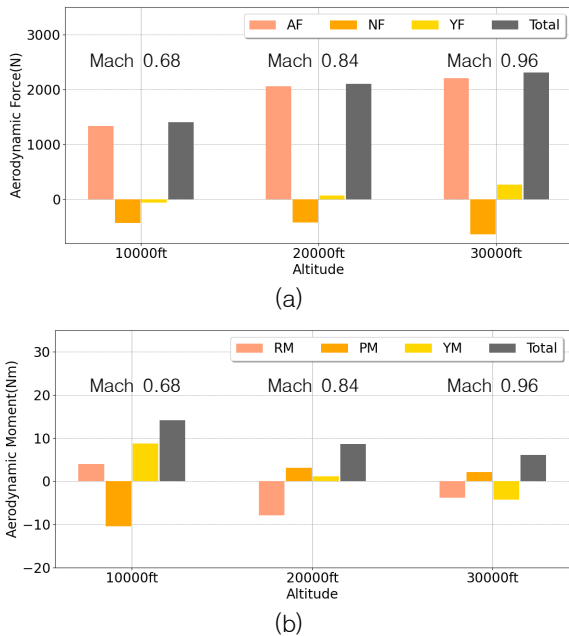 AF NF YF Total
3000
Mach 0.68 Mach 0.84 Mach 0.96
2000
1000
0
Aerodynamic Force(N)
10000ft 20000ft 30000ft
Altitude
(a)
RM PM YM Total
30
Mach 0.68 Mach 0.84 Mach 0.96
20
10
0
−10
−20
Aerodynamic Moment(Nm)
10000ft 20000ft 30000ft
Altitude
(b)